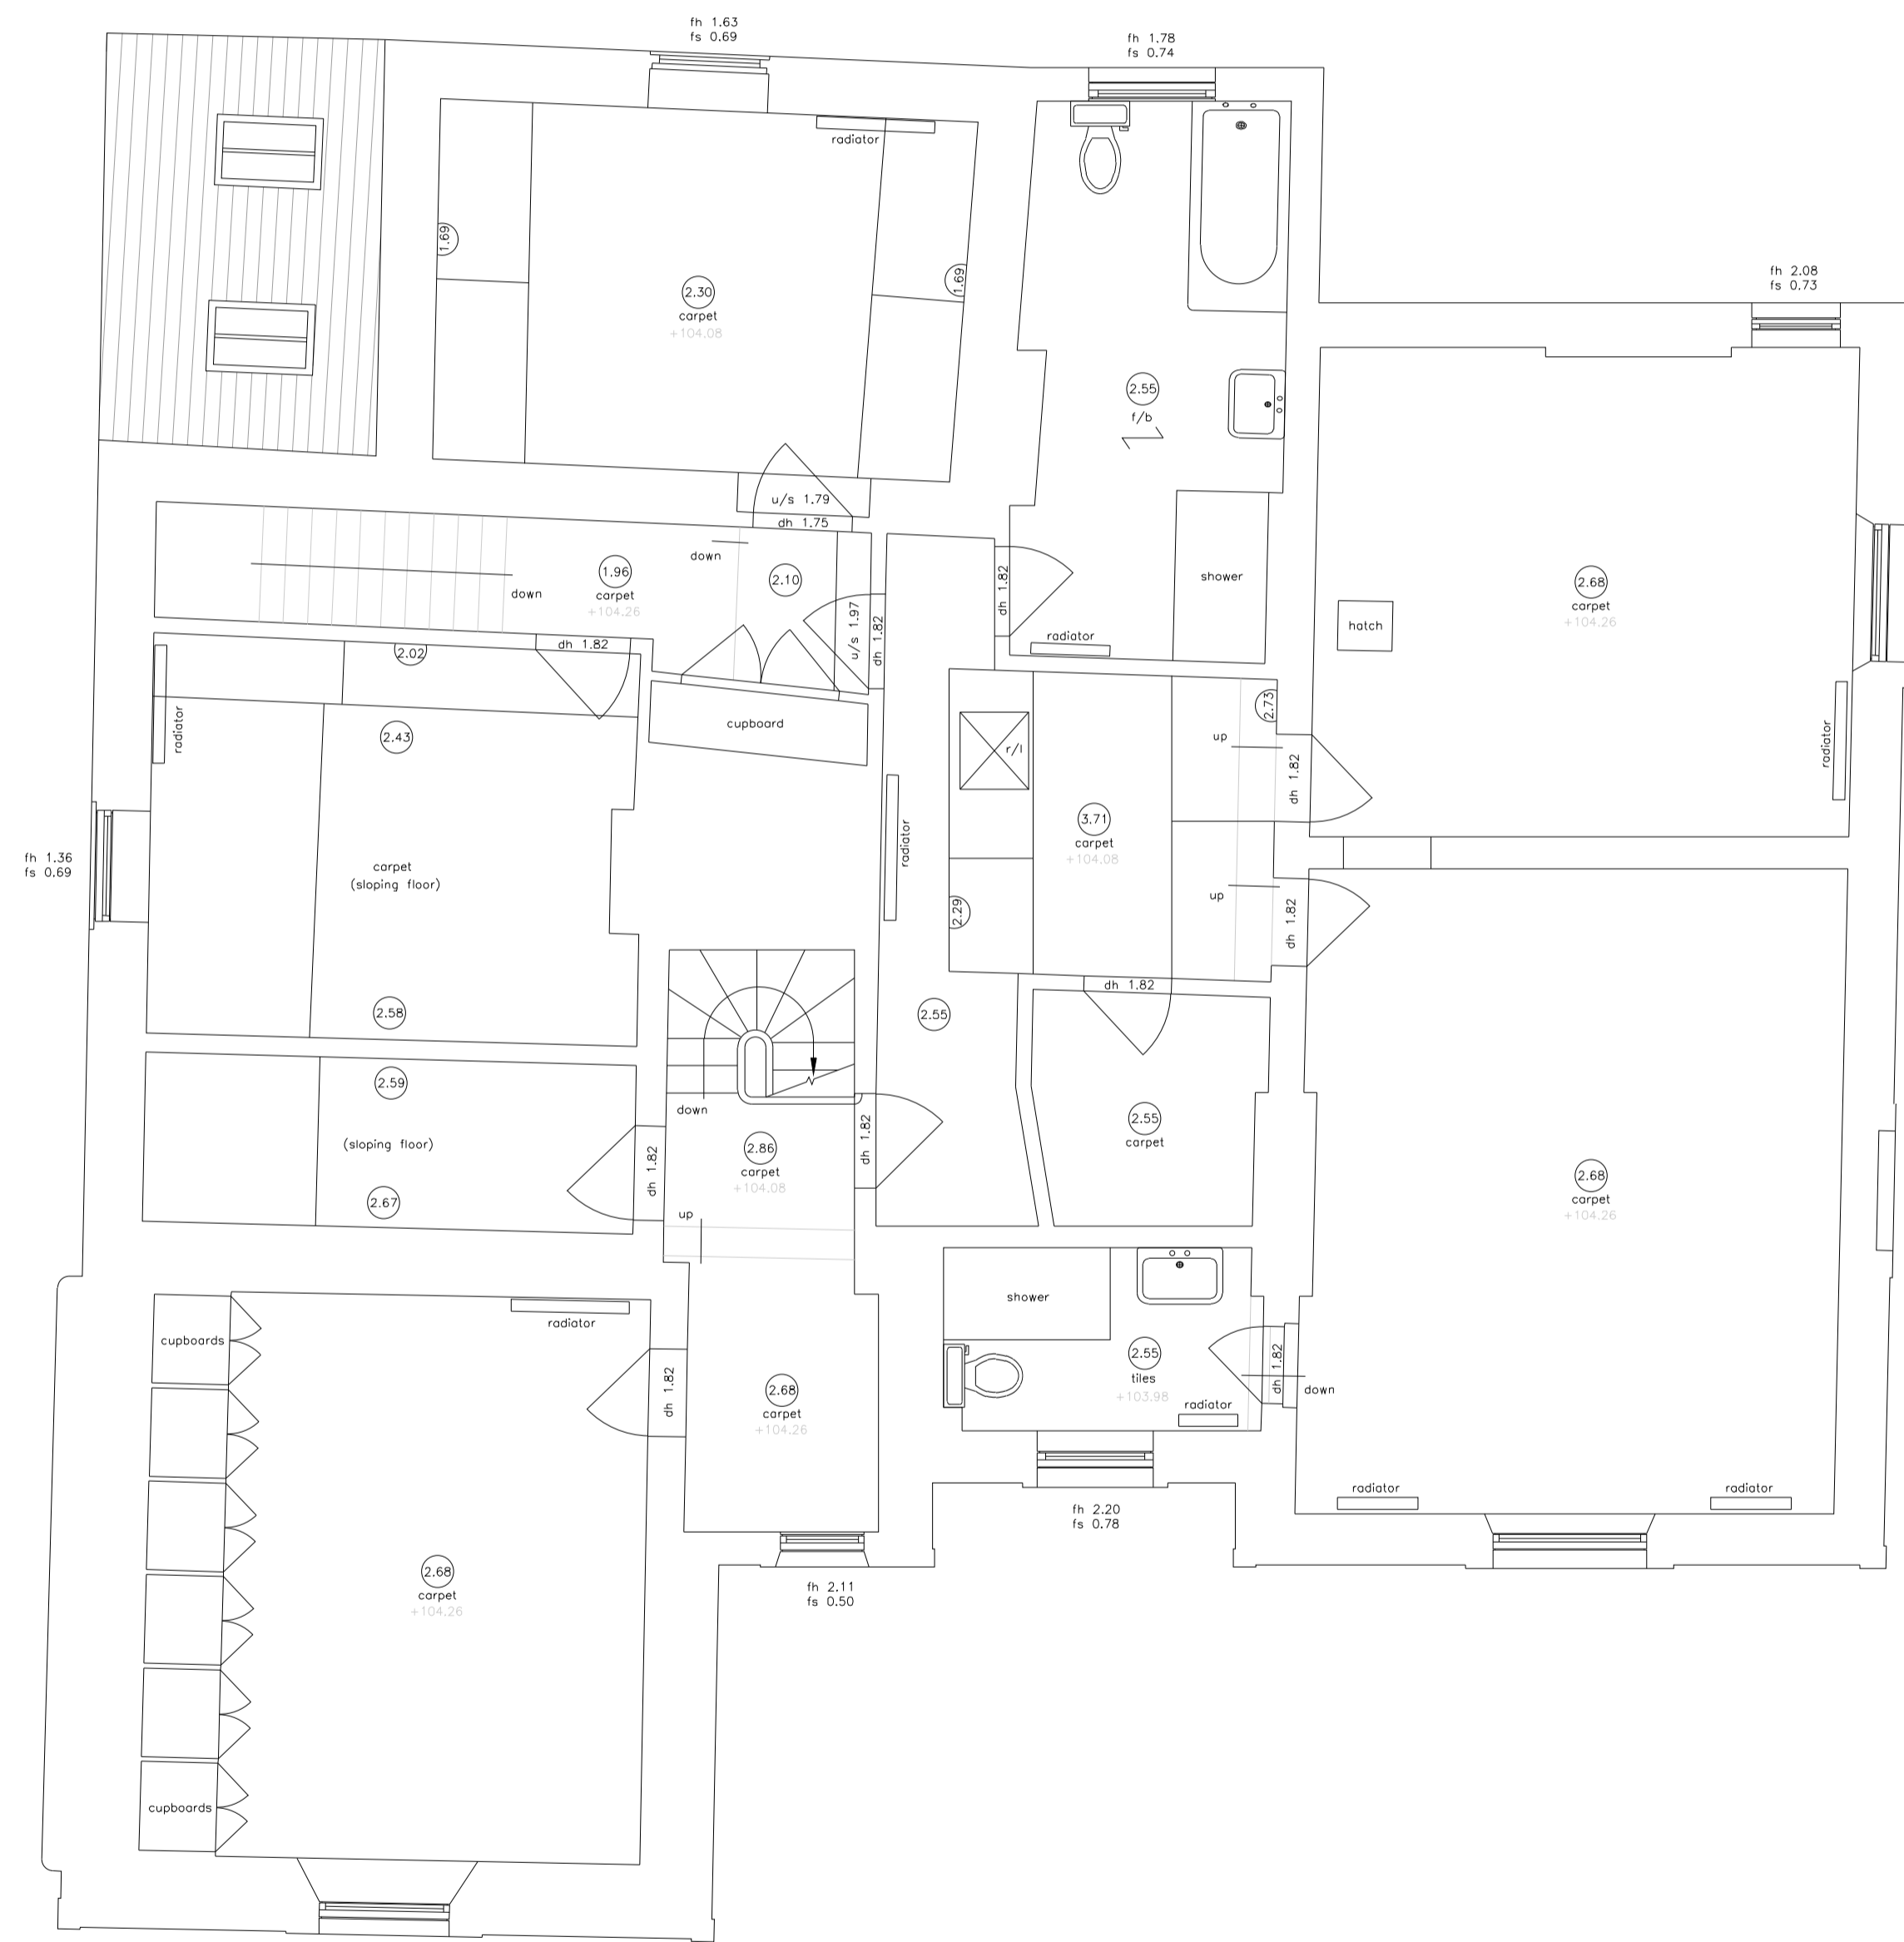 fh 1.63
fs 0.69
fh 1.78
fs 0.74
radiator
1.69
1.69
2.30
carpet
+104.08
fh 2.08
fs 0.73
2.55
f/b
u/s 1.79
dh 1.75
down
down
1.96
carpet
+104.26
2.10
u/s 1.97
dh 1.82
dh 1.82
shower
radiator
2.68
carpet
+104.26
hatch
radiator
dh 1.82
2.02
radiator
2.43
cupboard
carpet
(sloping floor)
fh 1.36
fs 0.69
radiator
r/l
2.73
up
dh 1.82
3.71
carpet
+104.08
up
dh 1.82
2.29
dh 1.82
2.58
2.55
2.59
(sloping floor)
2.67
down
dh 1.82
2.86
carpet
+104.08
dh 1.82
up
2.55
carpet
2.68
carpet
+104.26
cupboards
radiator
dh 1.82
2.68
carpet
+104.26
shower
2.55
tiles
+103.98
radiator
dh 1.82
down
radiator
radiator
fh 2.20
fs 0.78
fh 2.11
fs 0.50
2.68
carpet
+104.26
cupboards